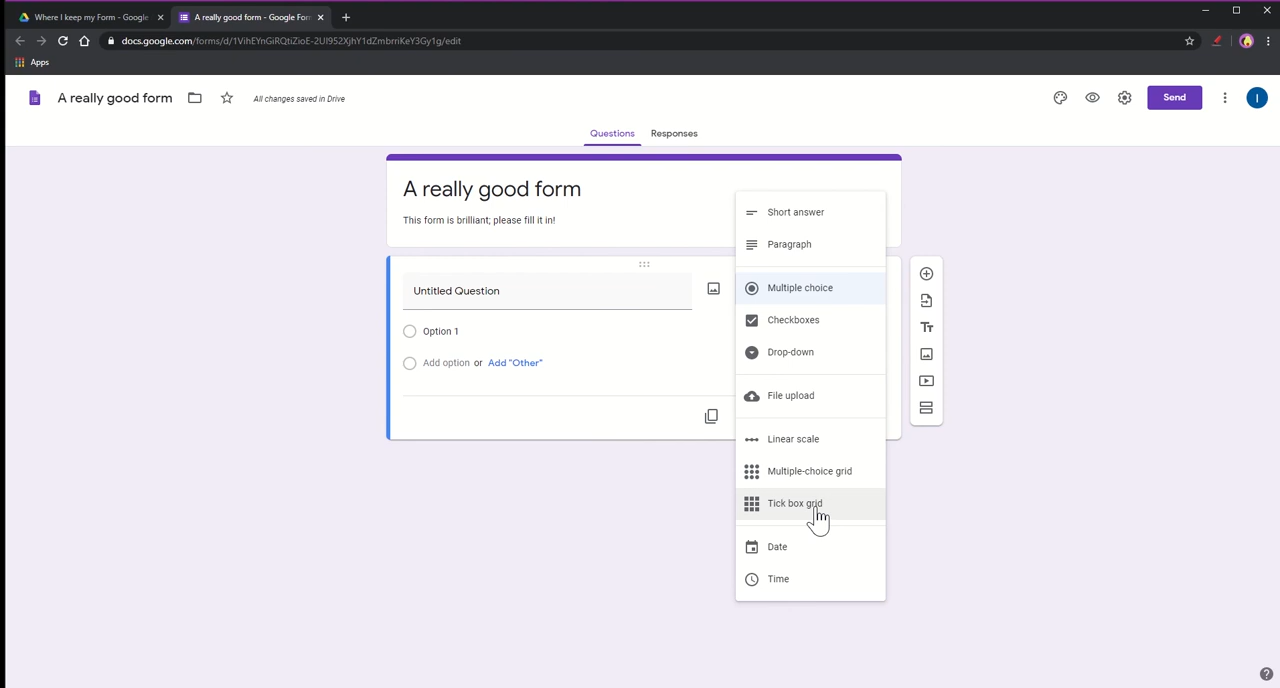 Where I keep my Form - Google
A really good form - Google For
docs.google.com/forms/d/1VihEYnGiRQtiZioE-2UI952XjhY1dZmbrriKeY3Gy1g/edit
Apps
A really good form
All changes saved in Drive
Send
I
Questions
Responses
A really good form
This form is brilliant; please fill it in!
Untitled Question
Option 1
Add option or Add "Other"
Short answer
Paragraph
Multiple choice
Checkboxes
Drop-down
File upload
Linear scale
Multiple-choice grid
Tick box grid
Date
Time
Tт